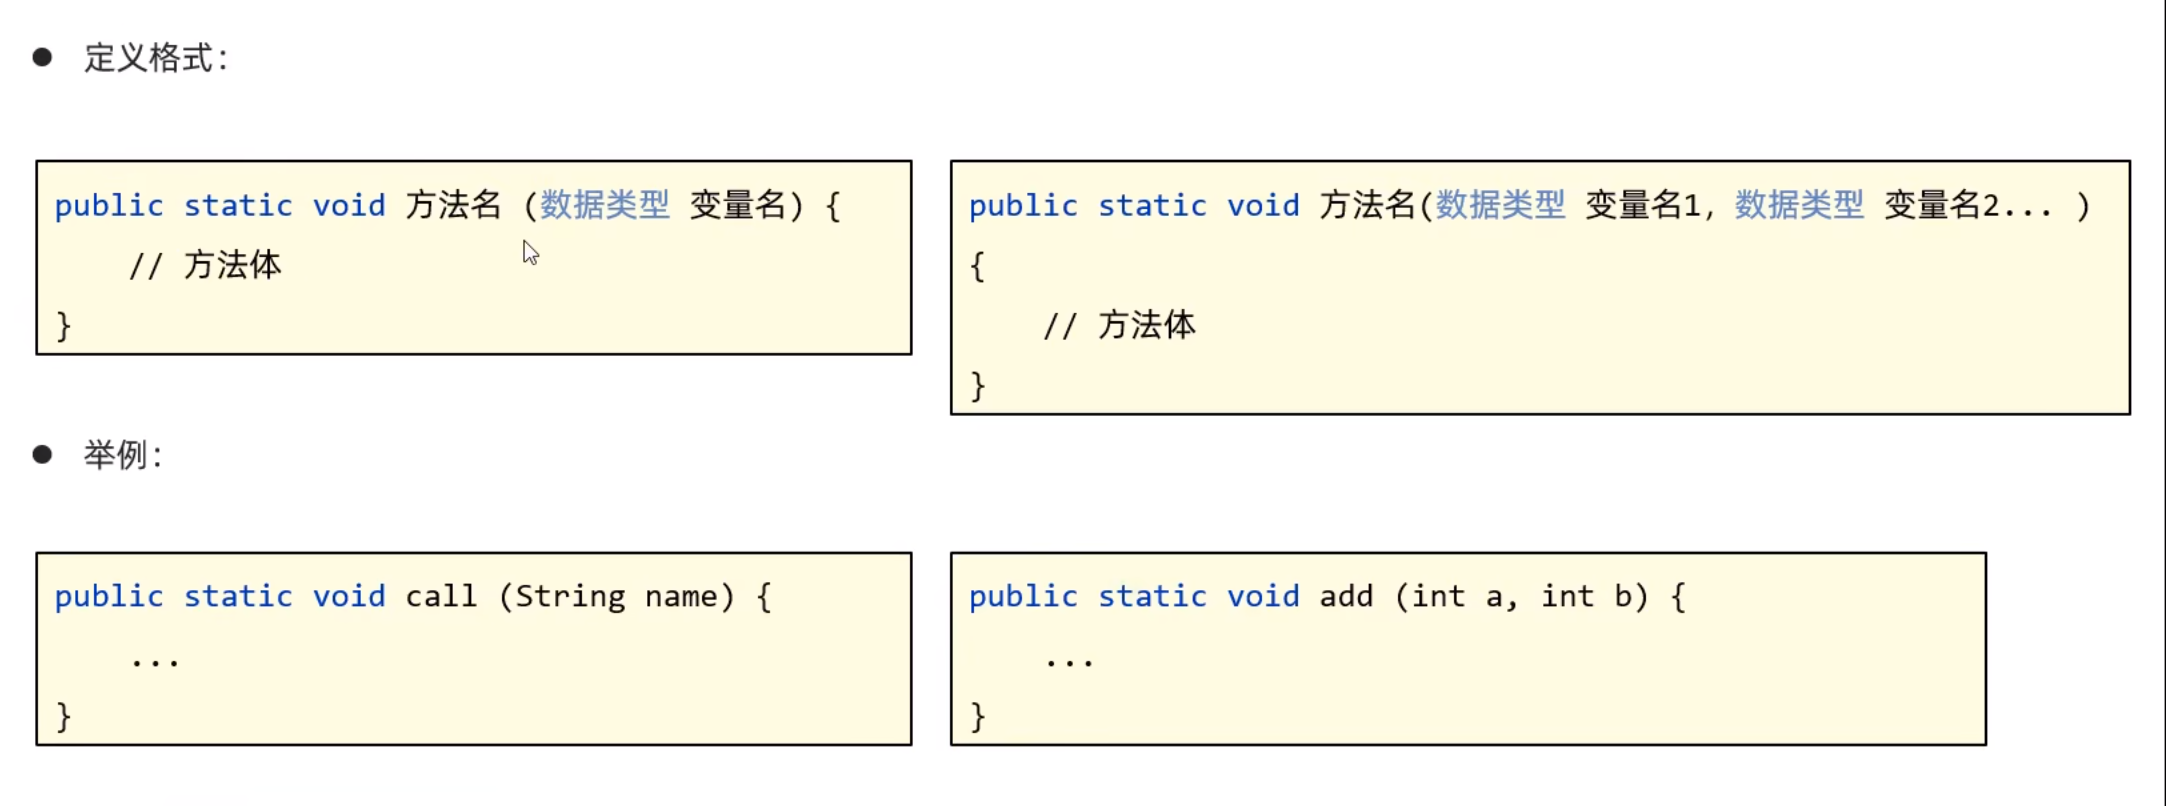 ● 定义格式：
public static void 方法名 (数据类型 变量名) {
// 方法体
}
public static void 方法名(数据类型 变量名1, 数据类型 变量名2... )
{
// 方法体
}
● 举例：
public static void call (String name) {
...
}
public static void add (int a, int b) {
...
}